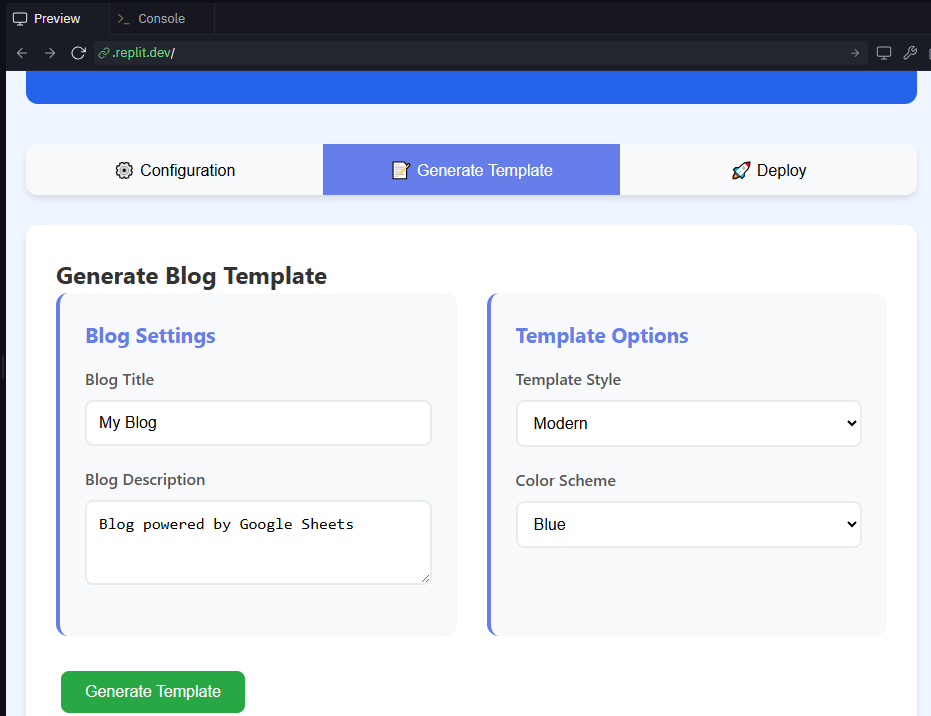 Preview
>_ Console
.replit.dev/
Configuration
Generate Template
Deploy
Generate Blog Template
Blog Settings
Blog Title
My Blog
Blog Description
Blog powered by Google Sheets
Template Options
Template Style
Modern
Color Scheme
Blue
Generate Template